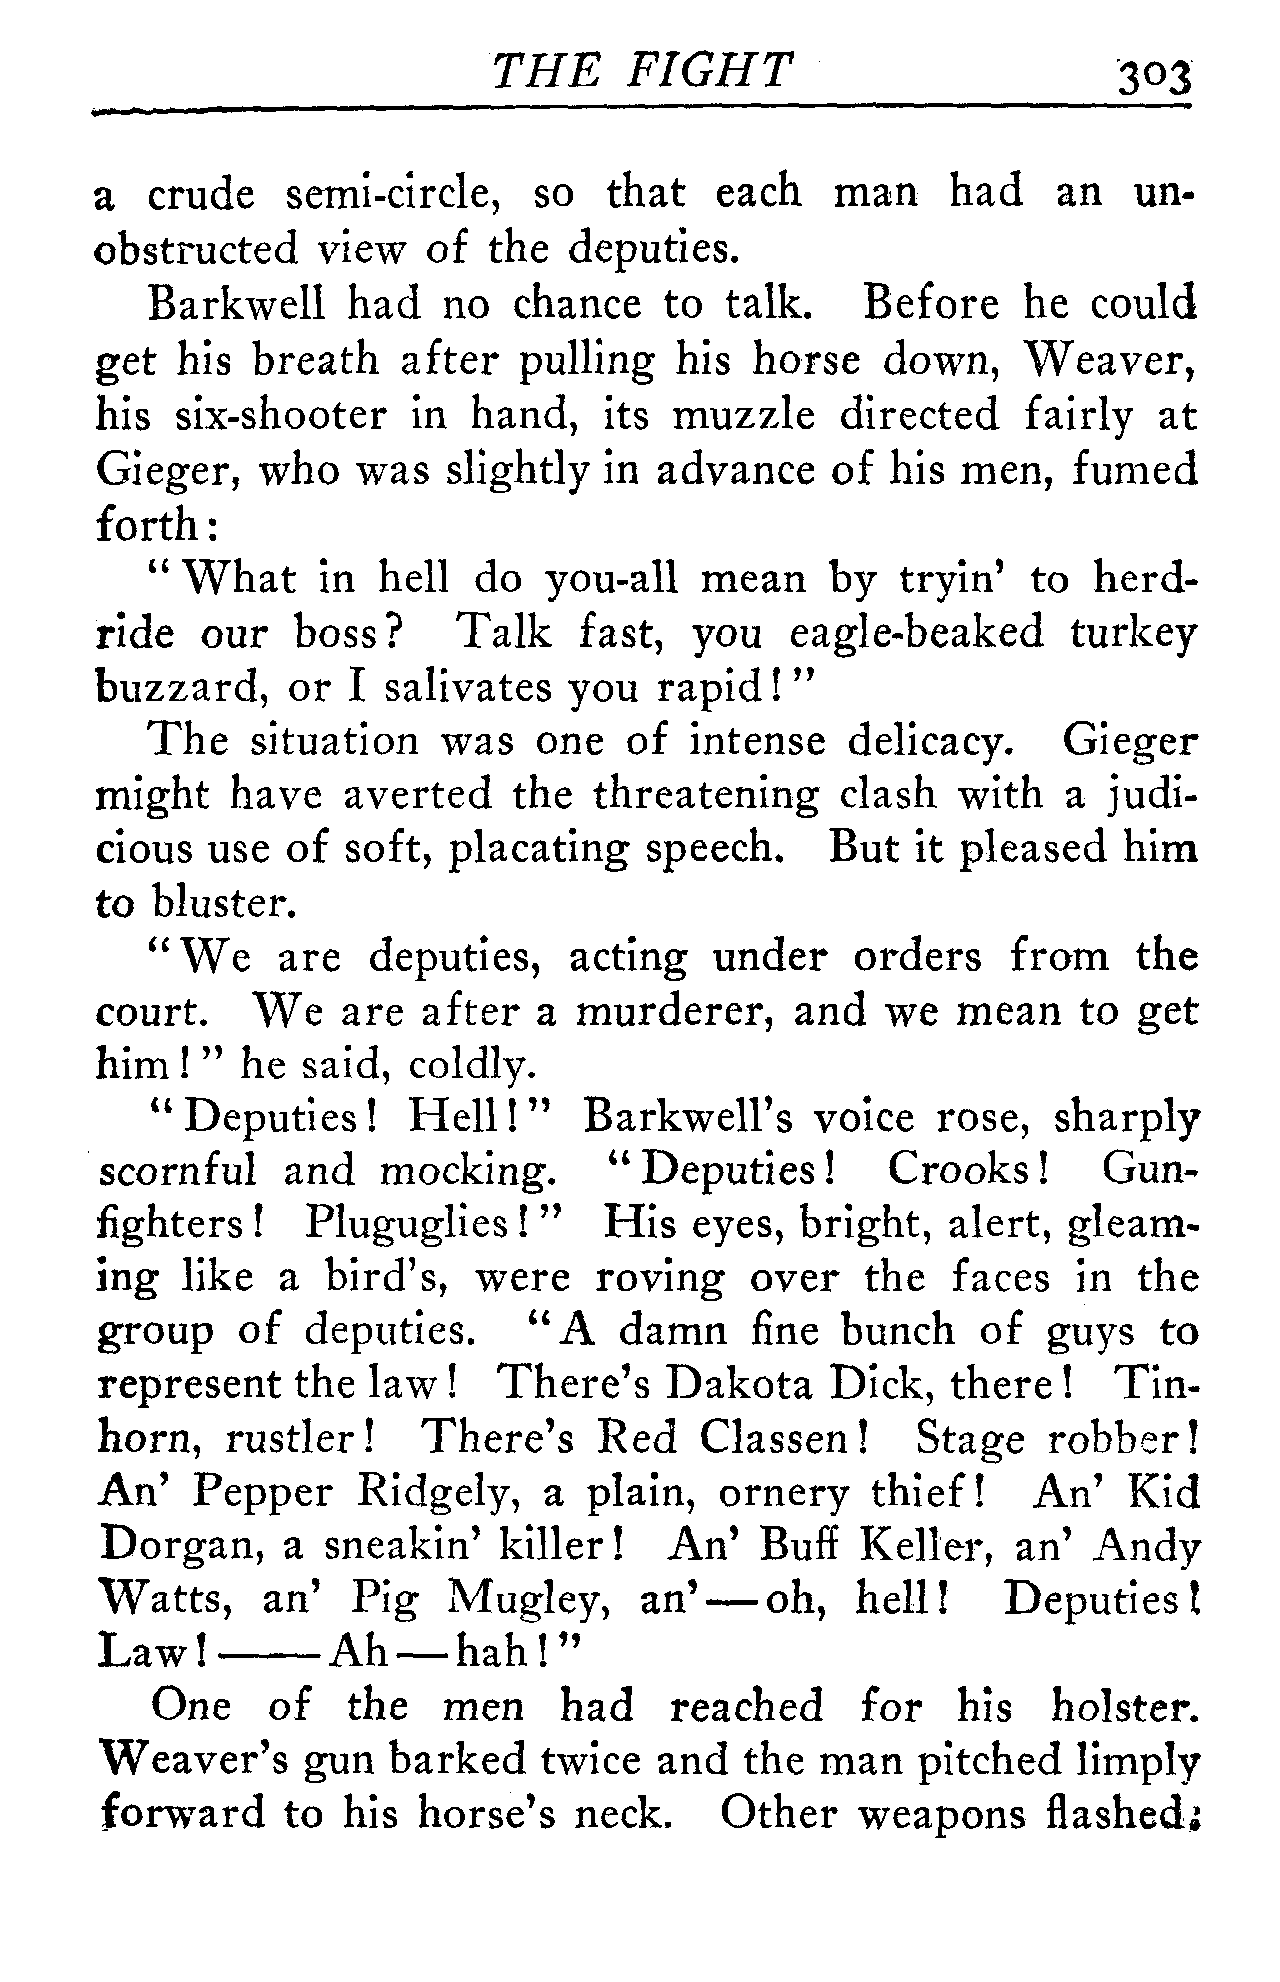 THE FIGHT 303
a crude semi-circle, so that each man had an un-
obstructed view of the deputies.
Barkwell had no chance to talk. Before he could
get his breath after pulling his horse down, Weaver,
his six-shooter in hand, its muzzle directed fairly at
Gieger, who was slightly in advance of his men, fumed
forth:
"What in hell do you-all mean by tryin' to herd-
ride our boss? Talk fast, you eagle-beaked turkey
buzzard, or I salivates you rapid!"
The situation was one of intense delicacy. Gieger
might have averted the threatening clash with a judi-
cious use of soft, placating speech. But it pleased him
to bluster.
"We are deputies, acting under orders from the
court. We are after a murderer, and we mean to get
him!" he said, coldly.
"Deputies! Hell!" Barkwell's voice rose, sharply
scornful and mocking. "Deputies! Crooks! Gun-
fighters! Pluguglies!" His eyes, bright, alert, gleam-
ing like a bird's, were roving over the faces in the
group of deputies. "A damn fine bunch of guys to
represent the law! There's Dakota Dick, there! Tin-
horn, rustler! There's Red Classen! Stage robber!
An' Pepper Ridgely, a plain, ornery thief! An' Kid
Dorgan, a sneakin' killer! An' Buff Keller, an' Andy
Watts, an' Pig Mugley, an'—oh, hell! Deputies!
Law!——Ah—hah!"
One of the men had reached for his holster.
Weaver's gun barked twice and the man pitched limply
forward to his horse's neck. Other weapons flashed;